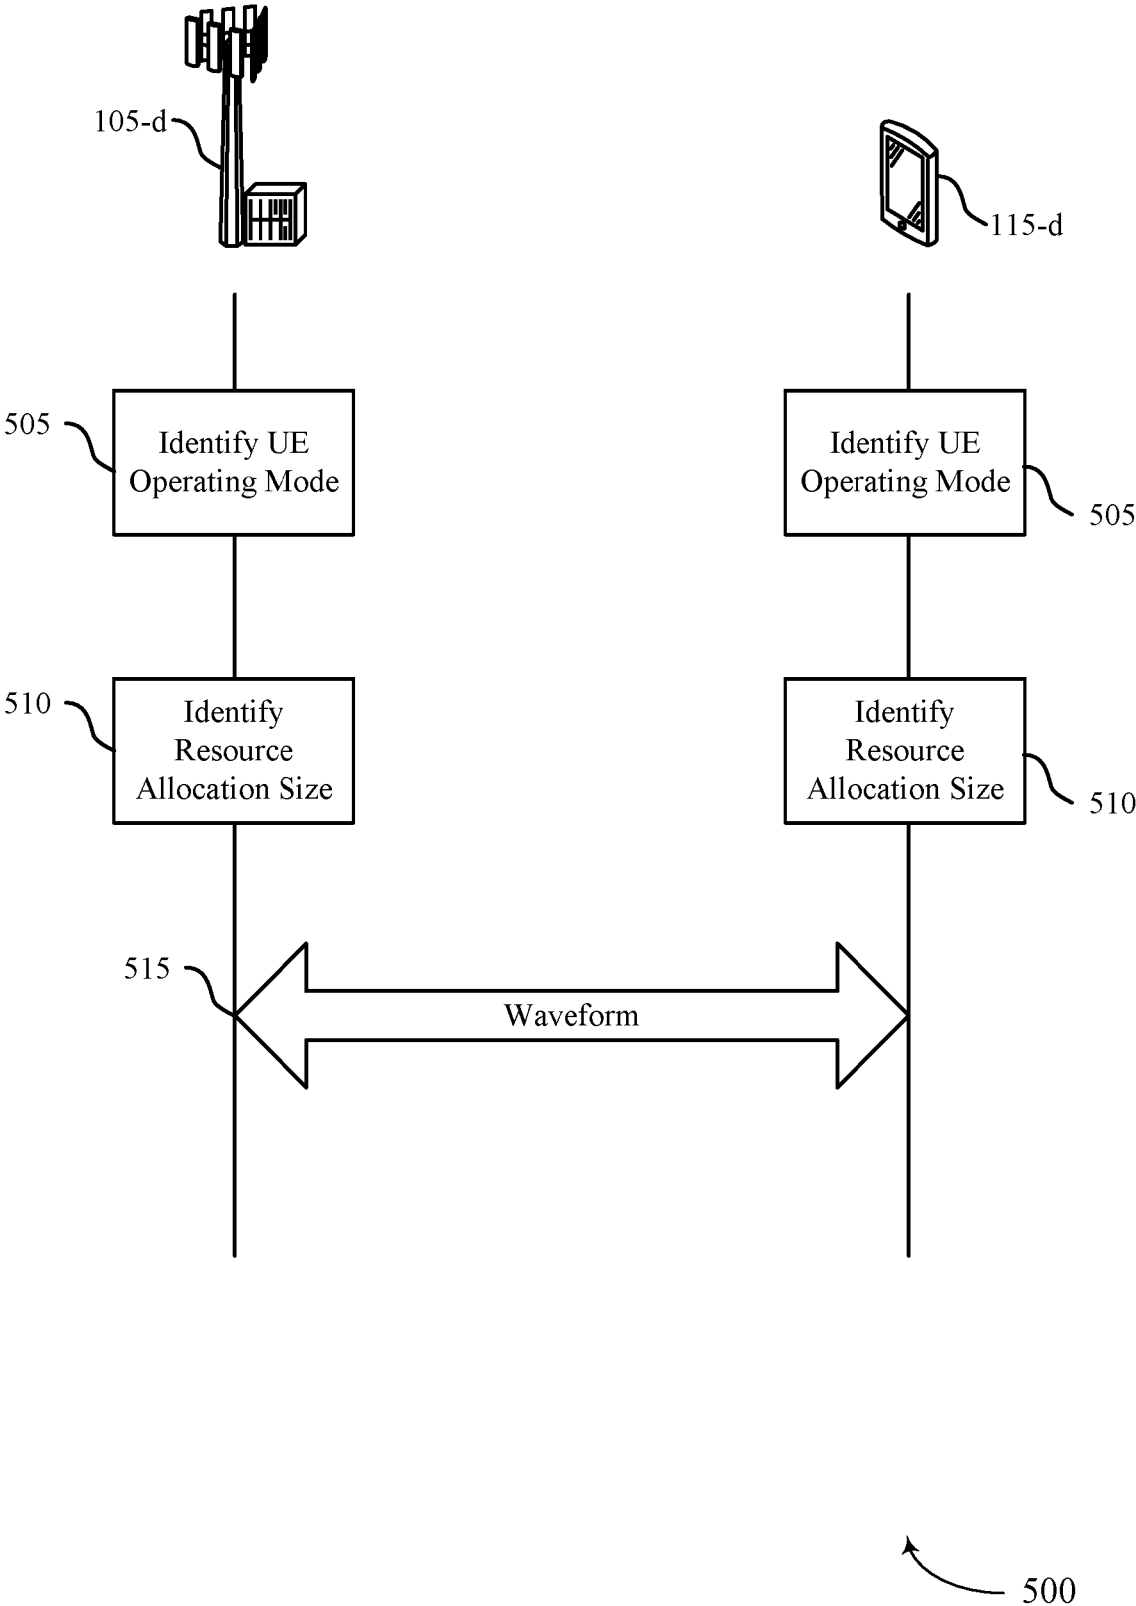 105-d
115-d
505
Identify UE
Operating Mode
Identify UE
Operating Mode
505
510
Identify
Resource
Allocation Size
Identify
Resource
Allocation Size
510
515
Waveform
500